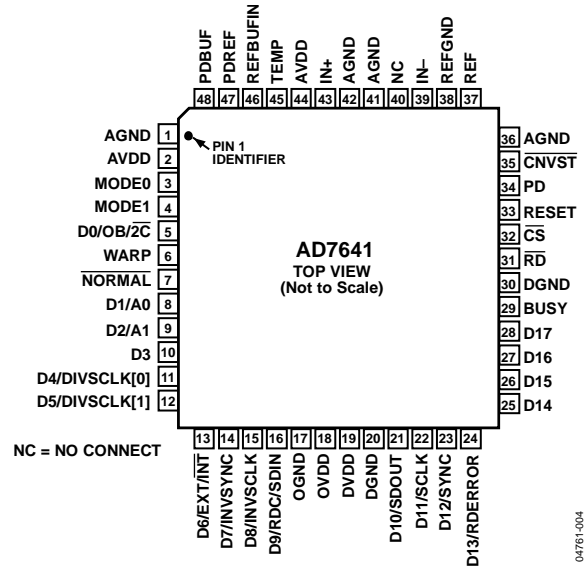 PDBUF
PDREF
REFBUFIN
TEMP
AVDD
IN+
AGND
AGND
NC
IN–
REFGND
REF
48 47 46 45 44 43 42 41 40 39 38 37
AGND 1
AVDD 2
MODE0 3
MODE1 4
D0/OB/2C̅ 5
WARP 6
N̅O̅R̅M̅A̅L̅ 7
D1/A0 8
D2/A1 9
D3 10
D4/DIVSCLK[0] 11
D5/DIVSCLK[1] 12
PIN 1
IDENTIFIER
AD7641
TOP VIEW
(Not to Scale)
36 AGND
35 C̅N̅V̅S̅T̅
34 PD
33 RESET
32 C̅S̅
31 R̅D̅
30 DGND
29 BUSY
28 D17
27 D16
26 D15
25 D14
13 14 15 16 17 18 19 20 21 22 23 24
NC = NO CONNECT
D6/EXT/I̅N̅T̅
D7/INVSYNC
D8/INVSCLK
D9/RDC/SDIN
OGND
OVDD
DVDD
DGND
D10/SDOUT
D11/SCLK
D12/SYNC
D13/RDERROR
04761-004